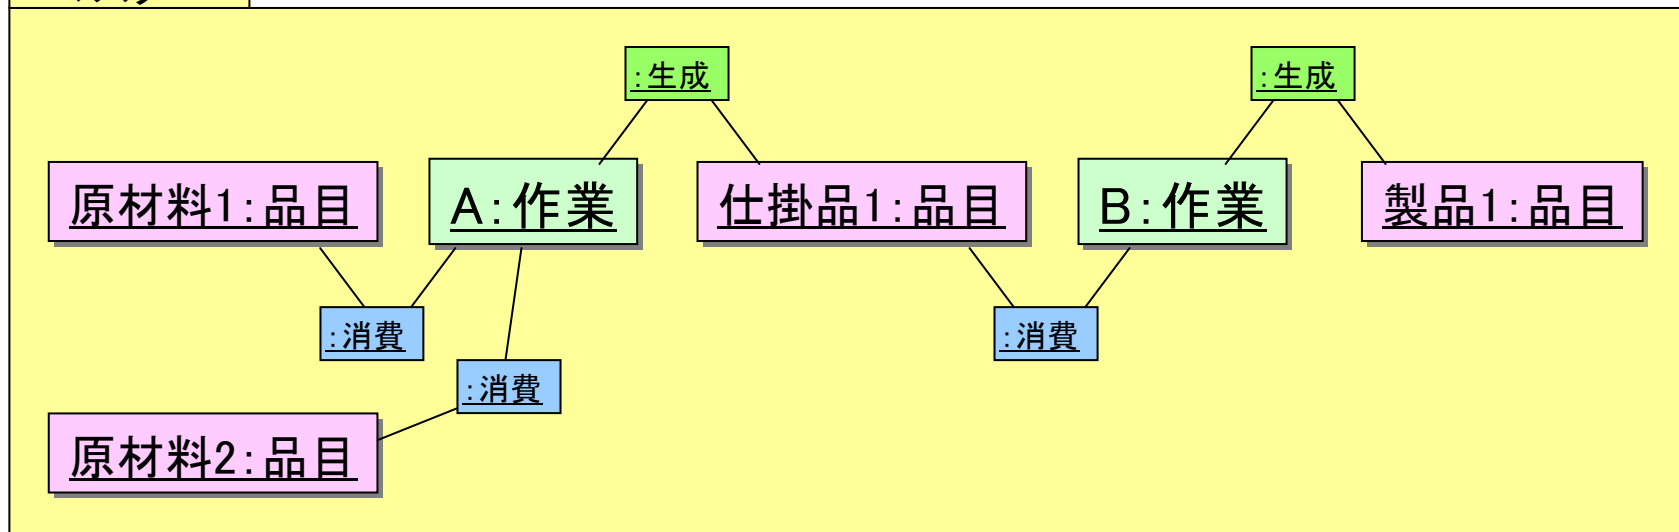 :生成
:生成
原材料1:品目
A:作業
仕掛品1:品目
B:作業
製品1:品目
:消費
:消費
:消費
原材料2:品目